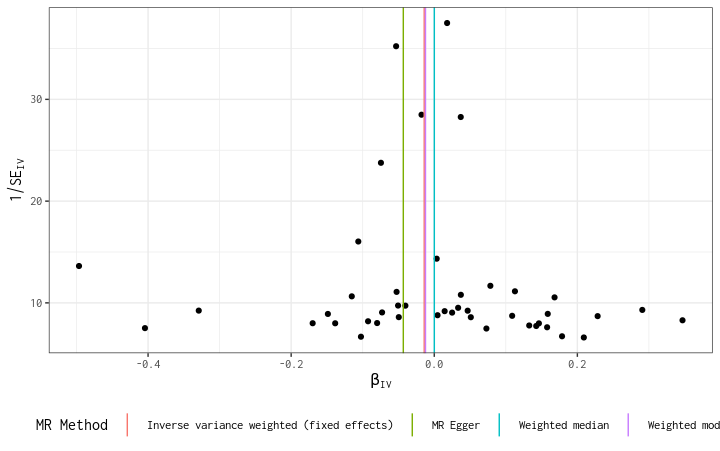 1/SE_IV
30
20
10
-0.4
-0.2
0.0
0.2
β_IV
MR Method
Inverse variance weighted (fixed effects)
MR Egger
Weighted median
Weighted mod